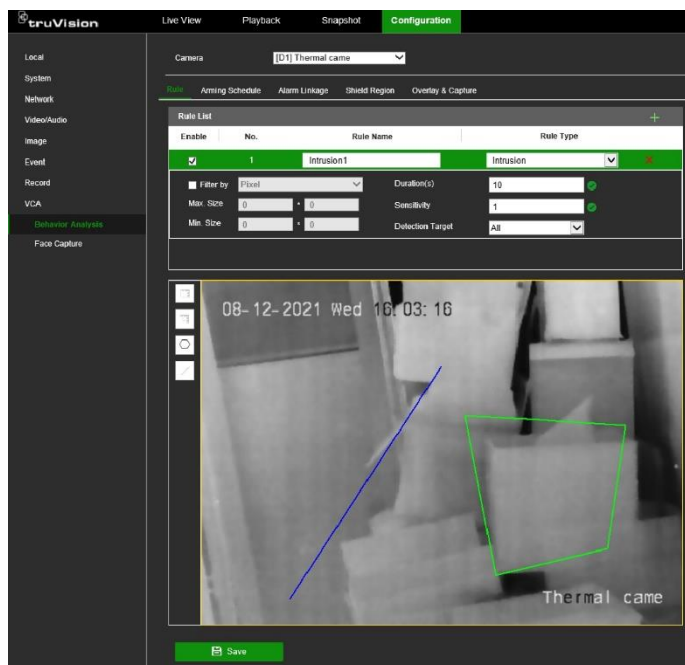 truVision Live View Playback Snapshot Configuration
Local
System
Network
Video/Audio
Image
Event
Record
VCA
Behavior Analysis
Face Capture
Camera [D1] Thermal came
Rule Arming Schedule Alarm Linkage Shield Region Overlay & Capture
Rule List +
Enable No. Rule Name Rule Type
1 Intrusion1 Intrusion
Filter by Pixel Duration(s) 10
Max. Size 0 * 0 Sensitivity 1
Min. Size 0 * 0 Detection Target All
08-12-2021 Wed 16:03:16
Thermal came
Save